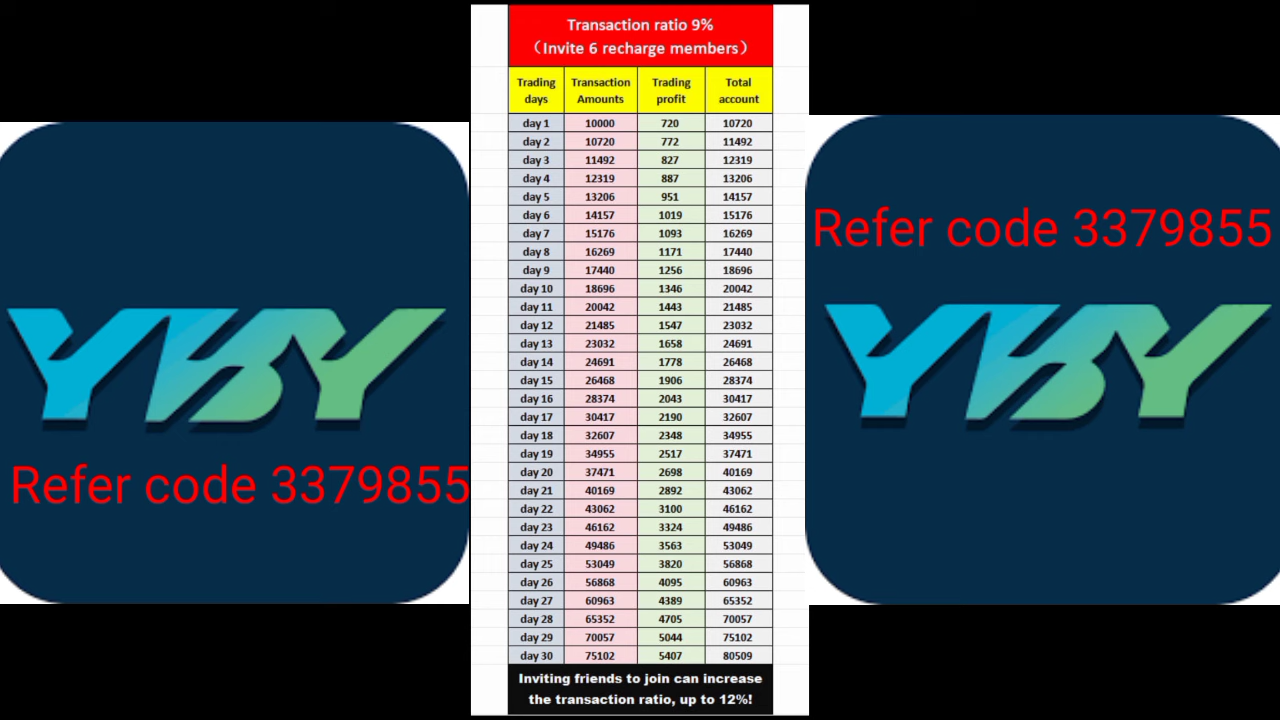 YBY
Refer code 3379855
Transaction ratio 9%
（Invite 6 recharge members）
Trading days Transaction Amounts Trading profit Total account
day 1 10000 720 10720
day 2 10720 772 11492
day 3 11492 827 12319
day 4 12319 887 13206
day 5 13206 951 14157
day 6 14157 1019 15176
day 7 15176 1093 16269
day 8 16269 1171 17440
day 9 17440 1256 18696
day 10 18696 1346 20042
day 11 20042 1443 21485
day 12 21485 1547 23032
day 13 23032 1658 24691
day 14 24691 1778 26468
day 15 26468 1906 28374
day 16 28374 2043 30417
day 17 30417 2190 32607
day 18 32607 2348 34955
day 19 34955 2517 37471
day 20 37471 2698 40169
day 21 40169 2892 43062
day 22 43062 3100 46162
day 23 46162 3324 49486
day 24 49486 3563 53049
day 25 53049 3820 56868
day 26 56868 4095 60963
day 27 60963 4389 65352
day 28 65352 4705 70057
day 29 70057 5044 75102
day 30 75102 5407 80509
Inviting friends to join can increase
the transaction ratio, up to 12%!
Refer code 3379855
YBY